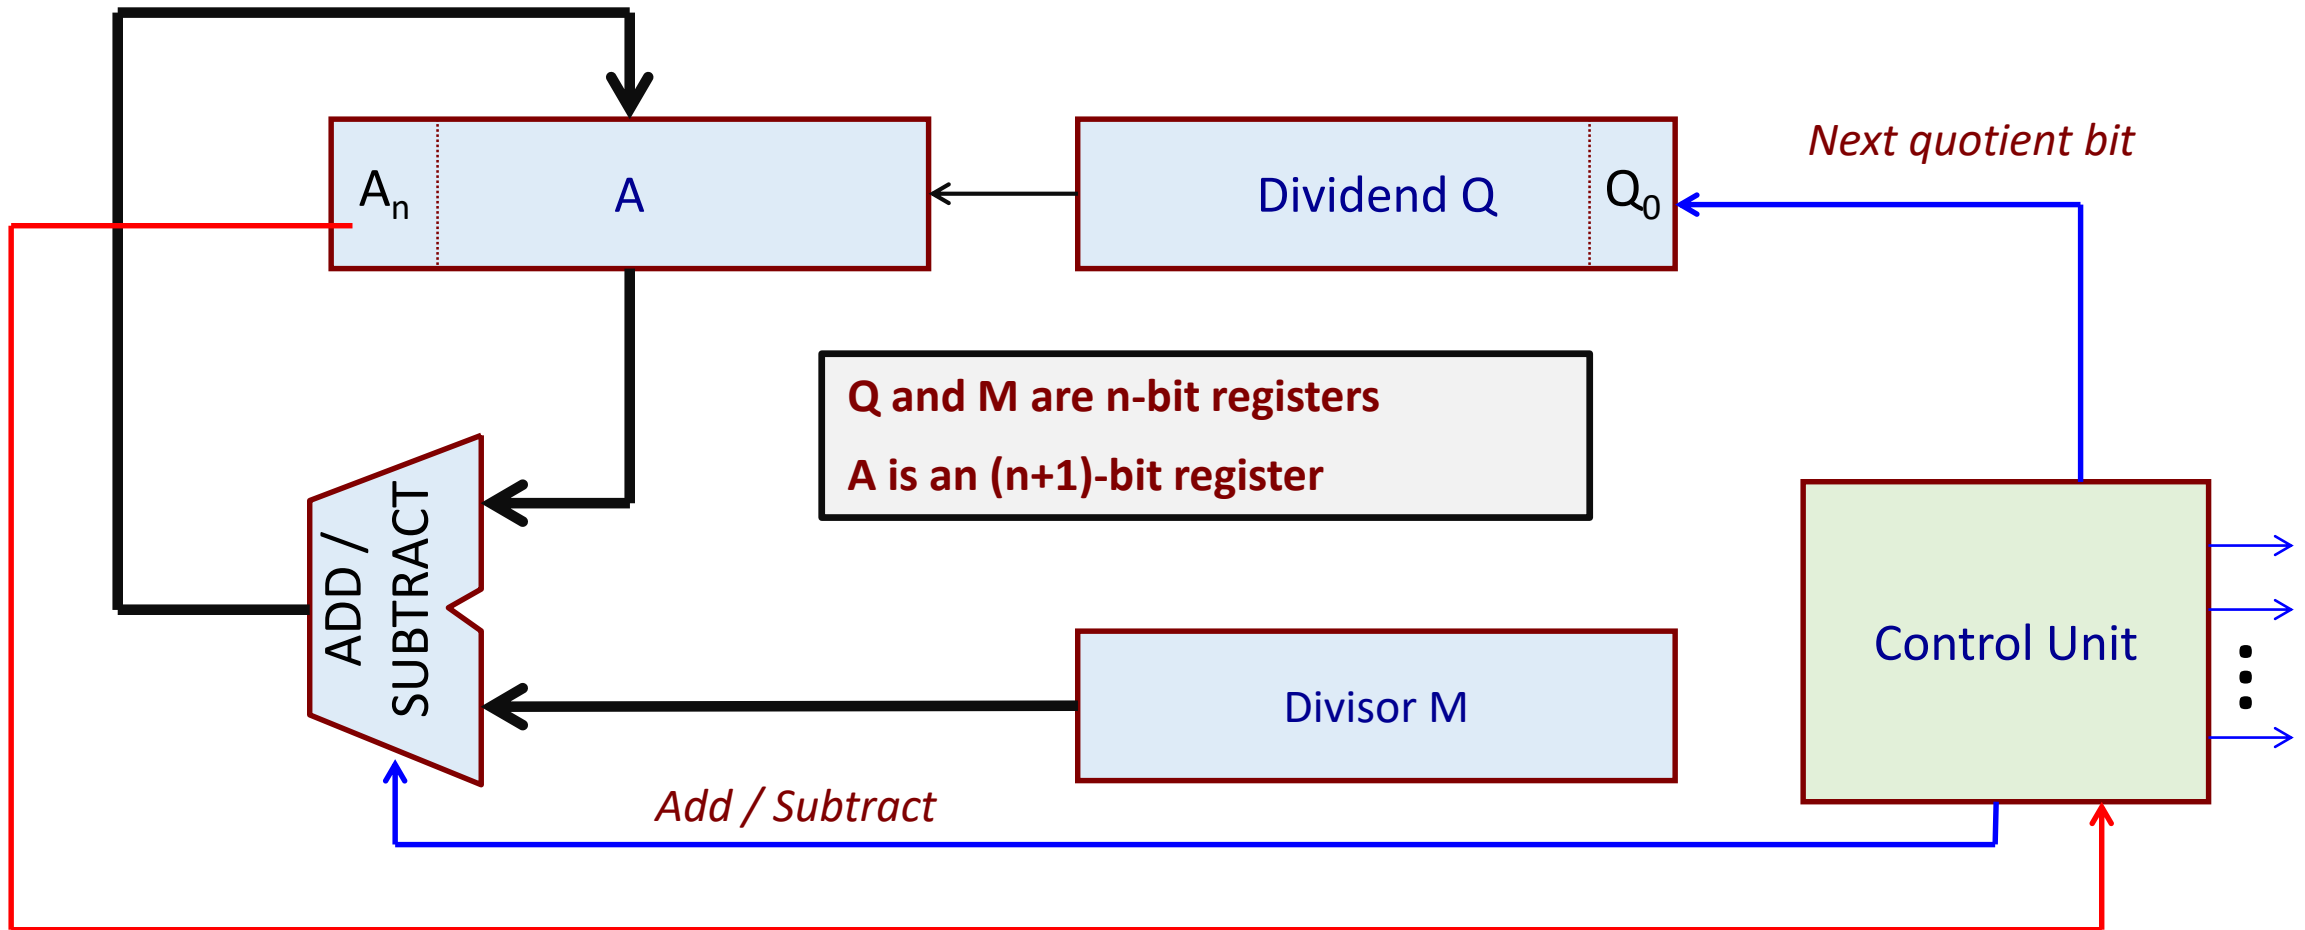 Aₙ
A
Dividend Q
Q₀
Next quotient bit
Q and M are n-bit registers
A is an (n+1)-bit register
ADD /
SUBTRACT
Control Unit
Divisor M
Add / Subtract